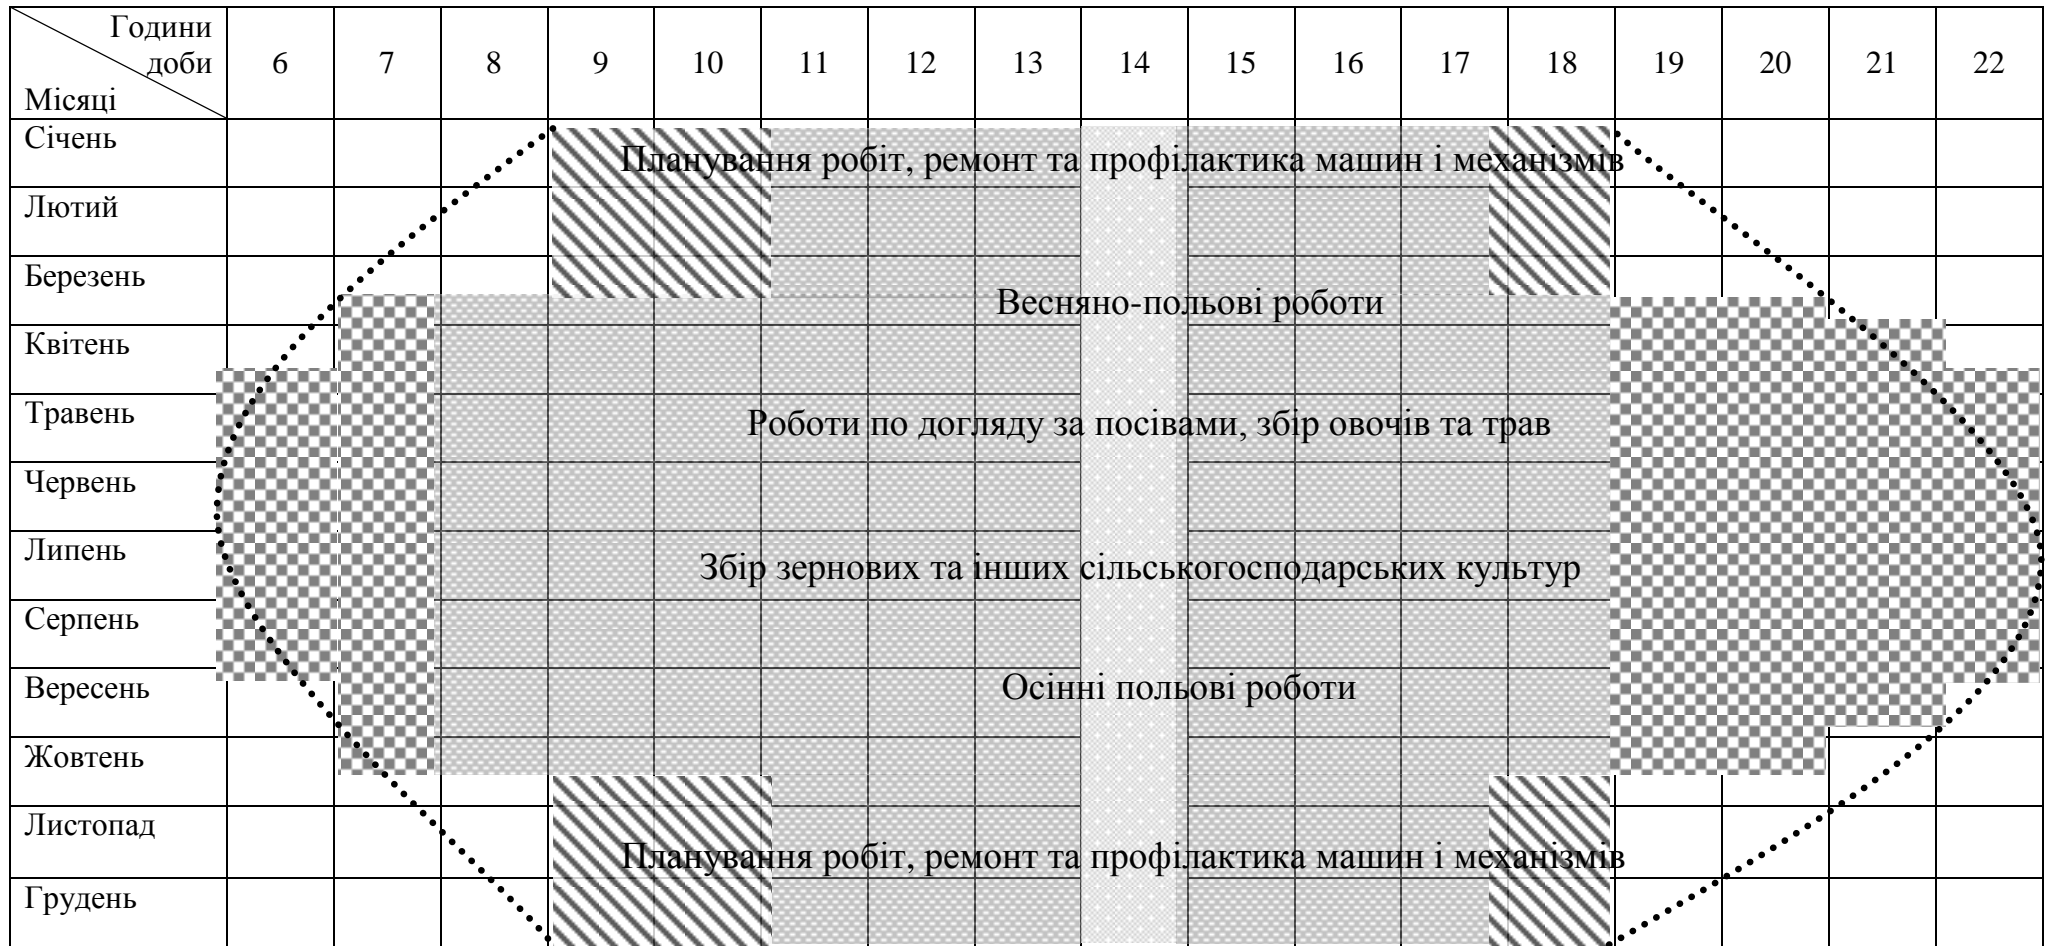 Години
доби
Місяці
6 7 8 9 10 11 12 13 14 15 16 17 18 19 20 21 22
Січень
Планування робіт, ремонт та профілактика машин і механізмів
Лютий
Березень
Весняно-польові роботи
Квітень
Травень
Роботи по догляду за посівами, збір овочів та трав
Червень
Липень
Збір зернових та інших сільськогосподарських культур
Серпень
Вересень
Осінні польові роботи
Жовтень
Листопад
Планування робіт, ремонт та профілактика машин і механізмів
Грудень